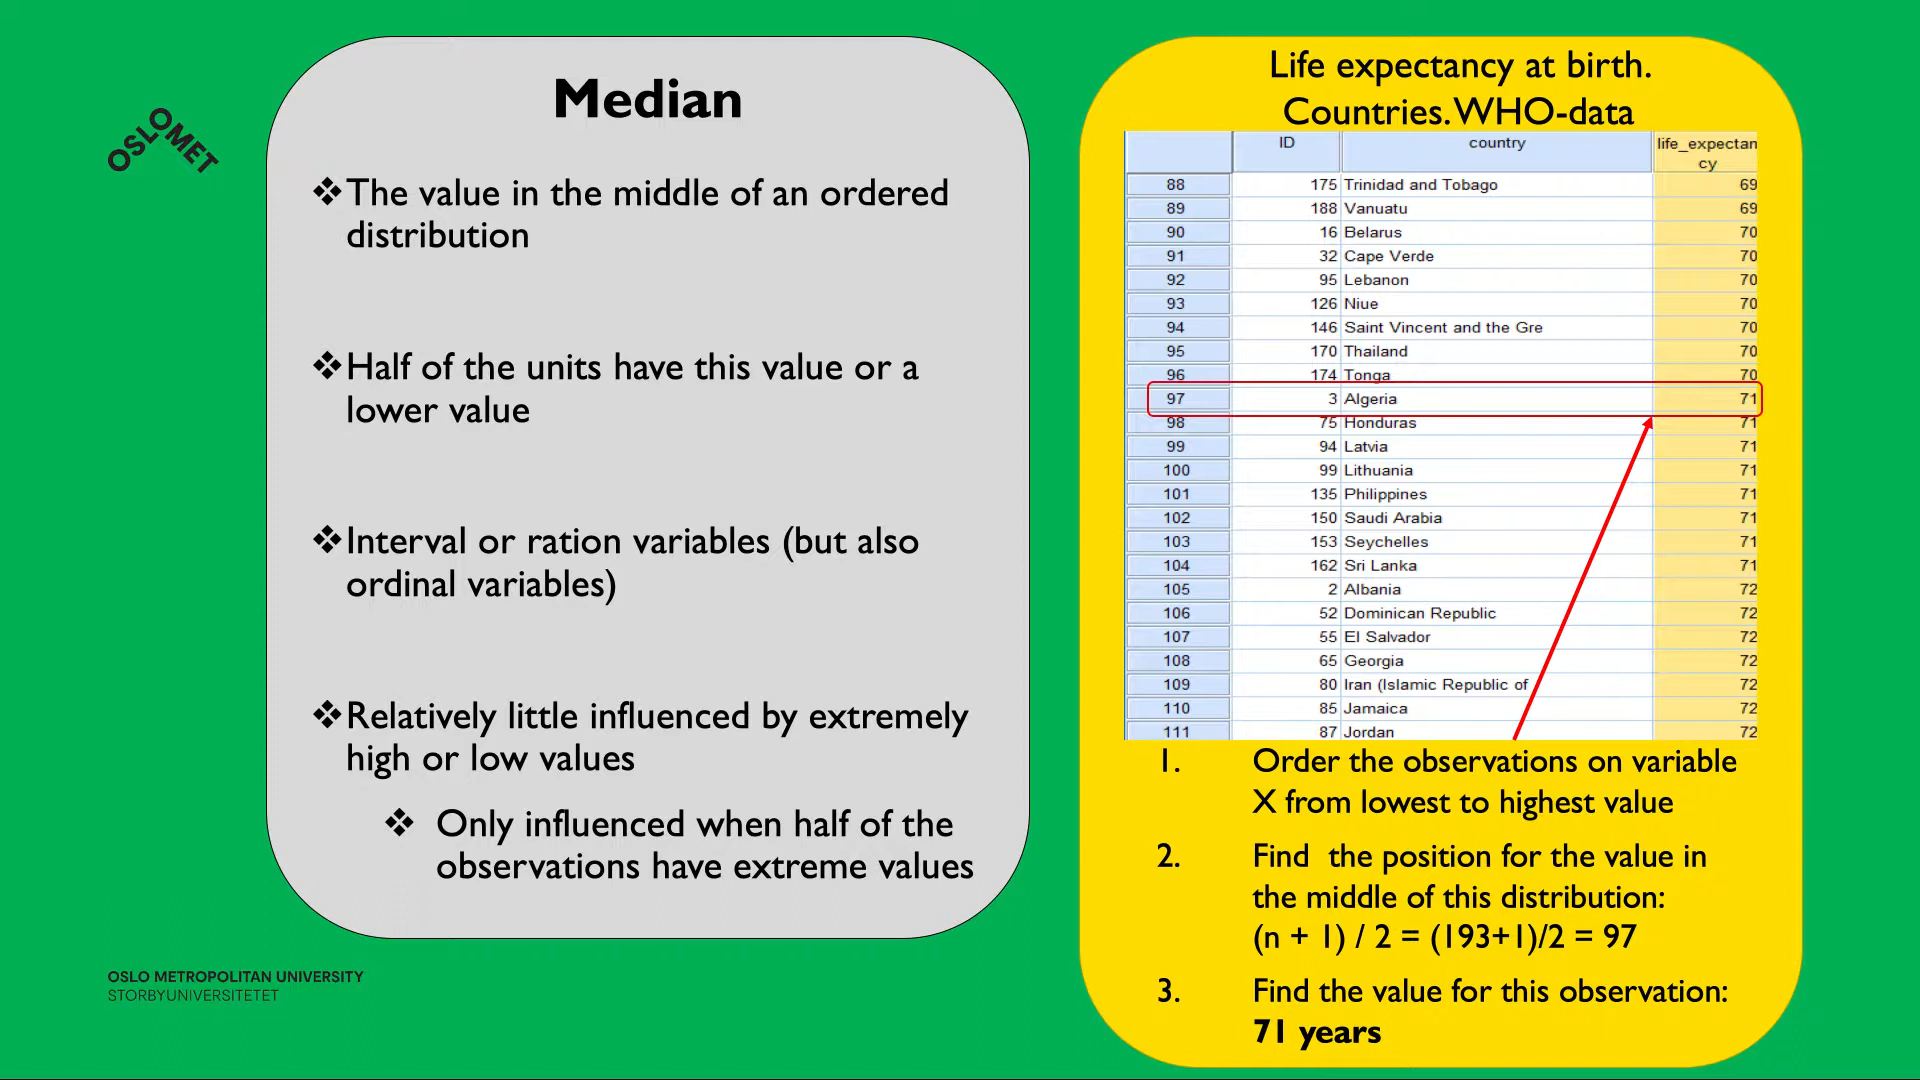 OSLOMET
Median
❖The value in the middle of an ordered
distribution
❖Half of the units have this value or a
lower value
❖Interval or ration variables (but also
ordinal variables)
❖Relatively little influenced by extremely
high or low values
❖ Only influenced when half of the
observations have extreme values
OSLO METROPOLITAN UNIVERSITY
STORBYUNIVERSITETET
Life expectancy at birth.
Countries. WHO-data
ID country life_expectan
cy
88 175 Trinidad and Tobago 69
89 188 Vanuatu 69
90 16 Belarus 70
91 32 Cape Verde 70
92 95 Lebanon 70
93 126 Niue 70
94 146 Saint Vincent and the Gre 70
95 170 Thailand 70
96 174 Tonga 70
97 3 Algeria 71
98 75 Honduras 71
99 94 Latvia 71
100 99 Lithuania 71
101 135 Philippines 71
102 150 Saudi Arabia 71
103 153 Seychelles 71
104 162 Sri Lanka 71
105 2 Albania 72
106 52 Dominican Republic 72
107 55 El Salvador 72
108 65 Georgia 72
109 80 Iran (Islamic Republic of 72
110 85 Jamaica 72
111 87 Jordan 72
1. Order the observations on variable
X from lowest to highest value
2. Find the position for the value in
the middle of this distribution:
(n + 1) / 2 = (193+1)/2 = 97
3. Find the value for this observation:
71 years